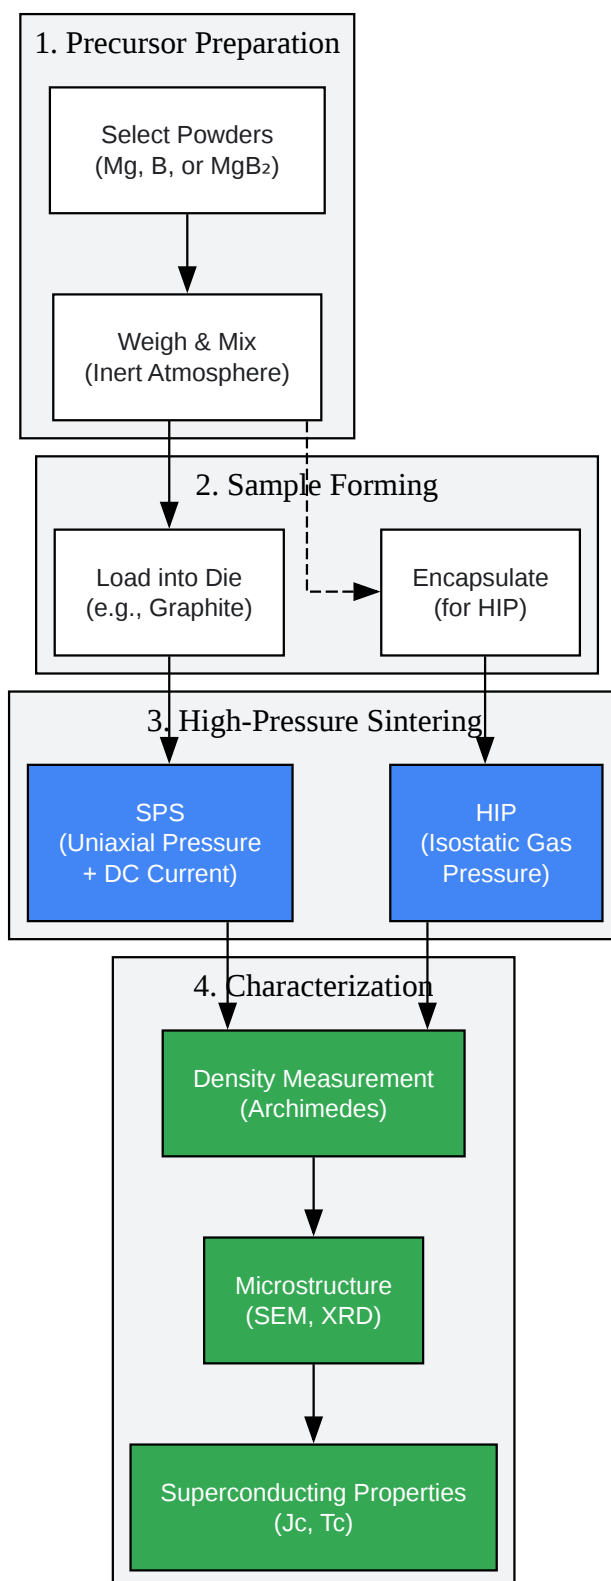 1. Precursor Preparation
Select Powders
(Mg, B, or MgB₂)
Weigh & Mix
(Inert Atmosphere)
2. Sample Forming
Load into Die
(e.g., Graphite)
Encapsulate
(for HIP)
3. High-Pressure Sintering
SPS
(Uniaxial Pressure
+ DC Current)
HIP
(Isostatic Gas
Pressure)
4. Characterization
Density Measurement
(Archimedes)
Microstructure
(SEM, XRD)
Superconducting Properties
(Jc, Tc)